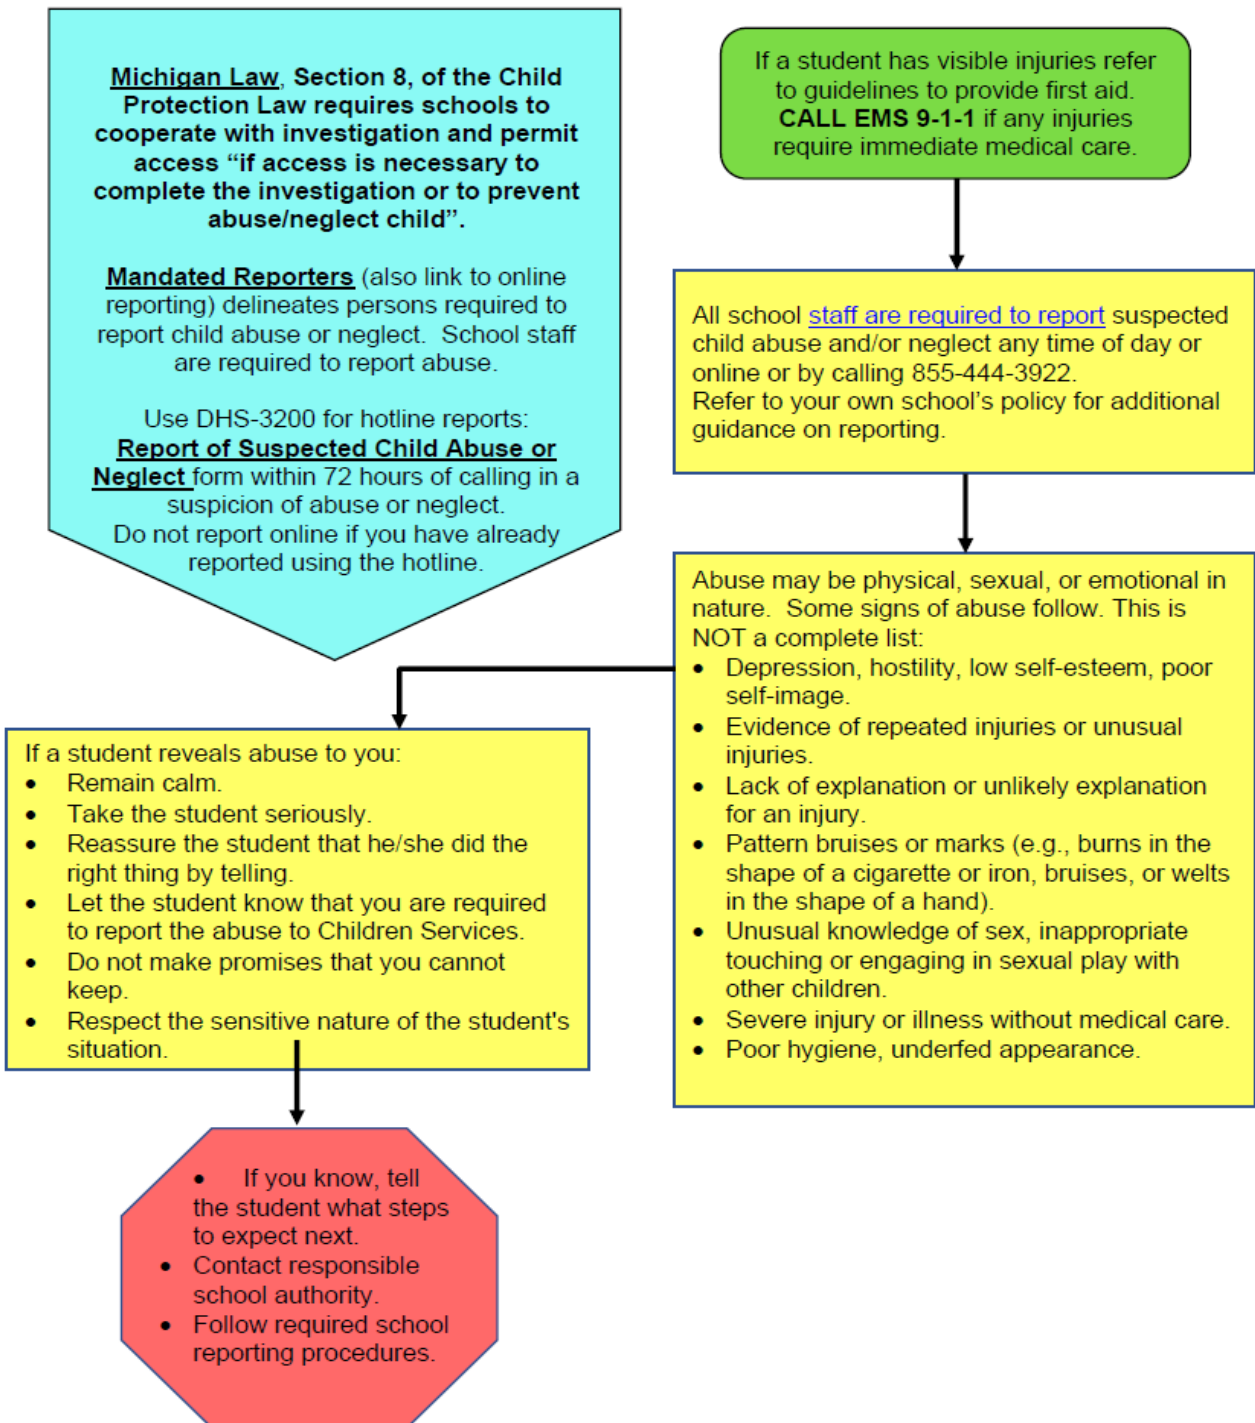 Michigan Law, Section 8, of the Child
Protection Law requires schools to
cooperate with investigation and permit
access “if access is necessary to
complete the investigation or to prevent
abuse/neglect child”.
Mandated Reporters (also link to online
reporting) delineates persons required to
report child abuse or neglect.  School staff
are required to report abuse.
Use DHS-3200 for hotline reports:
Report of Suspected Child Abuse or
Neglect form within 72 hours of calling in a
suspicion of abuse or neglect.
Do not report online if you have already
reported using the hotline.
If a student has visible injuries refer
to guidelines to provide first aid.
CALL EMS 9-1-1 if any injuries
require immediate medical care.
All school staff are required to report suspected
child abuse and/or neglect any time of day or
online or by calling 855-444-3922.
Refer to your own school’s policy for additional
guidance on reporting.
Abuse may be physical, sexual, or emotional in
nature.  Some signs of abuse follow. This is
NOT a complete list:
• Depression, hostility, low self-esteem, poor
self-image.
• Evidence of repeated injuries or unusual
injuries.
• Lack of explanation or unlikely explanation
for an injury.
• Pattern bruises or marks (e.g., burns in the
shape of a cigarette or iron, bruises, or welts
in the shape of a hand).
• Unusual knowledge of sex, inappropriate
touching or engaging in sexual play with
other children.
• Severe injury or illness without medical care.
• Poor hygiene, underfed appearance.
If a student reveals abuse to you:
• Remain calm.
• Take the student seriously.
• Reassure the student that he/she did the
right thing by telling.
• Let the student know that you are required
to report the abuse to Children Services.
• Do not make promises that you cannot
keep.
• Respect the sensitive nature of the student's
situation.
• If you know, tell
the student what steps
to expect next.
• Contact responsible
school authority.
• Follow required school
reporting procedures.